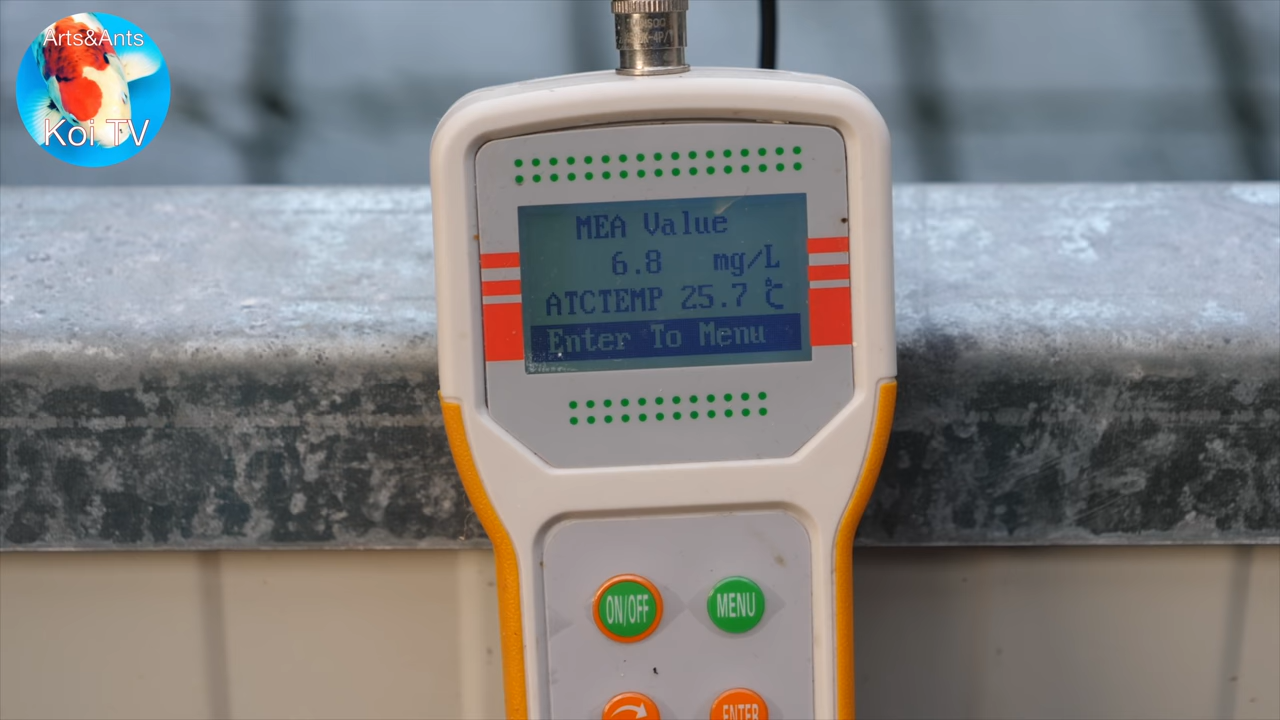 Arts&Ants
Koi TV
MEA Value
6.8 mg/L
ATCTEMP 25.7 ℃
Enter To Menu
ON/OFF
MENU
ENTER